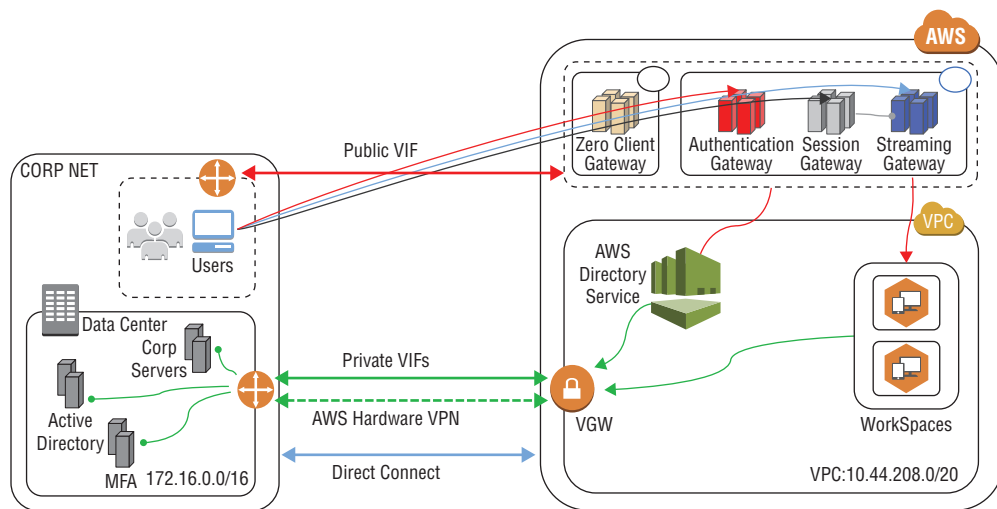 AWS
Zero Client
Gateway
Authentication
Gateway
Session
Gateway
Streaming
Gateway
Public VIF
CORP NET
Users
VPC
AWS
Directory
Service
Data Center
Corp
Servers
Active
Directory
MFA
172.16.0.0/16
Private VIFs
AWS Hardware VPN
Direct Connect
VGW
WorkSpaces
VPC:10.44.208.0/20